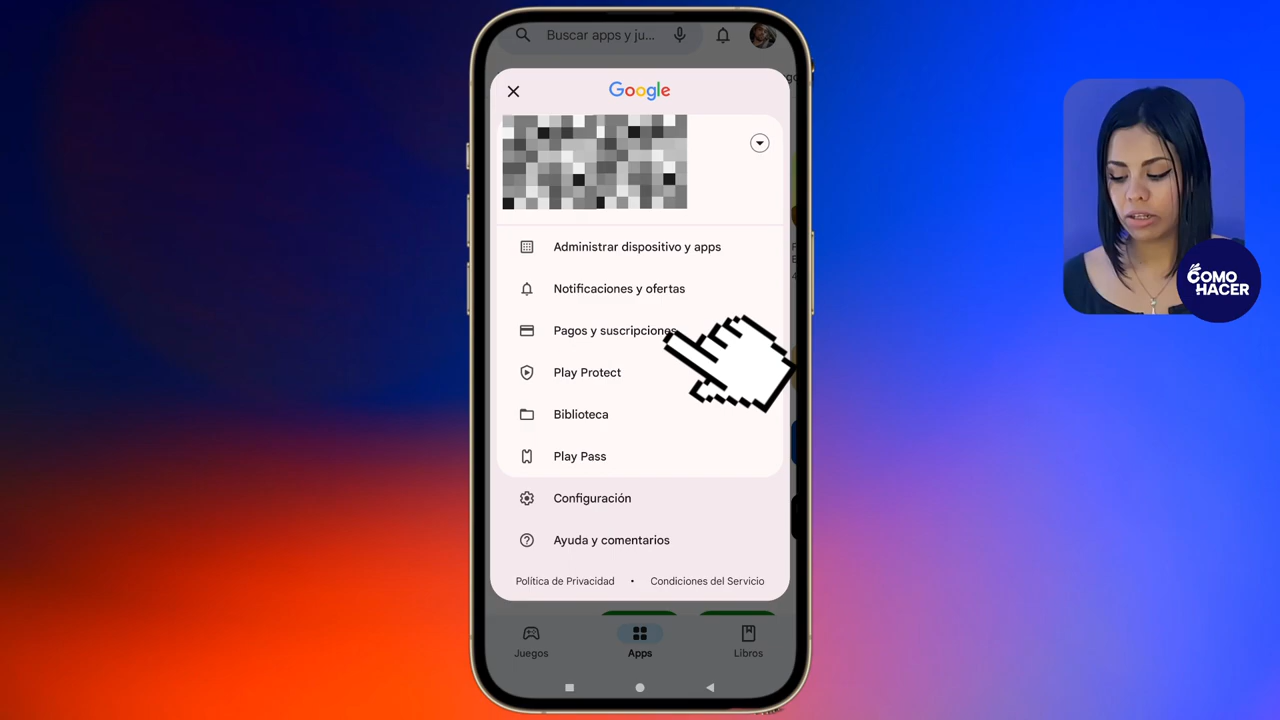 Buscar apps y ju...
Google
Administrar dispositivo y apps
Notificaciones y ofertas
Pagos y suscripciones
Play Protect
Biblioteca
Play Pass
Configuración
Ayuda y comentarios
Política de Privacidad • Condiciones del Servicio
Juegos
Apps
Libros
COMO
HACER